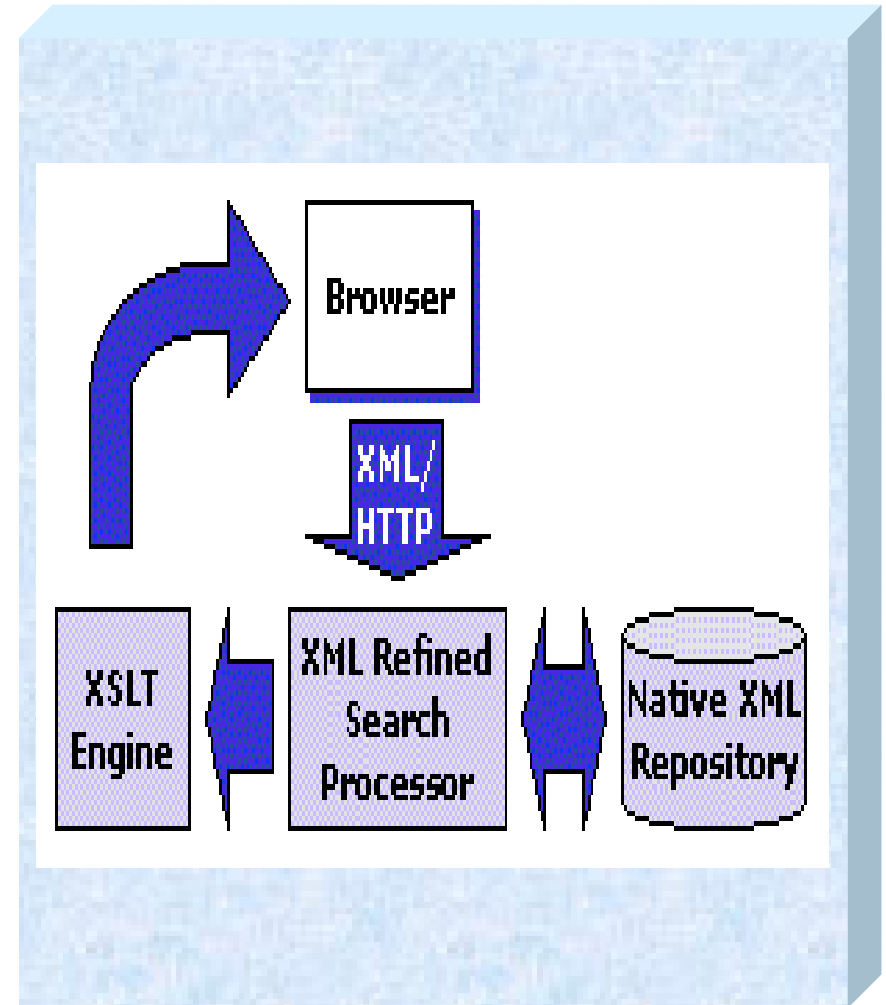 Browser
XML/
HTTP
XSLT
Engine
XML Refined
Search
Processor
Native XML
Repository